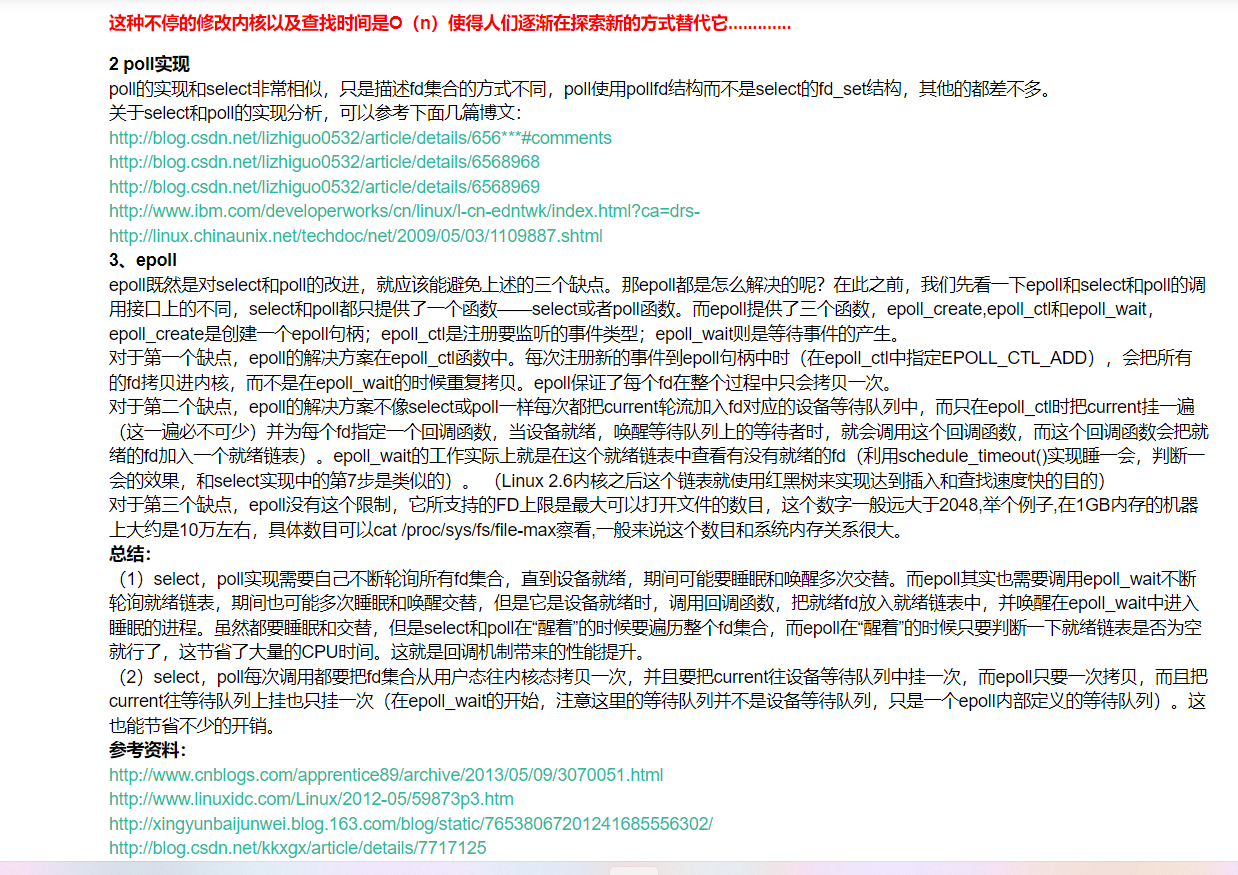 这种不停的修改内核以及查找时间是O（n）使得人们逐渐在探索新的方式替代它.............
2 poll实现
poll的实现和select非常相似，只是描述fd集合的方式不同，poll使用pollfd结构而不是select的fd_set结构，其他的都差不多。
关于select和poll的实现分析，可以参考下面几篇博文：
http://blog.csdn.net/lizhiguo0532/article/details/656***#comments
http://blog.csdn.net/lizhiguo0532/article/details/6568968
http://blog.csdn.net/lizhiguo0532/article/details/6568969
http://www.ibm.com/developerworks/cn/linux/l-cn-edntwk/index.html?ca=drs-
http://linux.chinaunix.net/techdoc/net/2009/05/03/1109887.shtml
3、epoll
epoll既然是对select和poll的改进，就应该能避免上述的三个缺点。那epoll都是怎么解决的呢？在此之前，我们先看一下epoll和select和poll的调
用接口上的不同，select和poll都只提供了一个函数——select或者poll函数。而epoll提供了三个函数，epoll_create,epoll_ctl和epoll_wait，
epoll_create是创建一个epoll句柄；epoll_ctl是注册要监听的事件类型；epoll_wait则是等待事件的产生。
对于第一个缺点，epoll的解决方案在epoll_ctl函数中。每次注册新的事件到epoll句柄中时（在epoll_ctl中指定EPOLL_CTL_ADD），会把所有
的fd拷贝进内核，而不是在epoll_wait的时候重复拷贝。epoll保证了每个fd在整个过程中只会拷贝一次。
对于第二个缺点，epoll的解决方案不像select或poll一样每次都把current轮流加入fd对应的设备等待队列中，而只在epoll_ctl时把current挂一遍
（这一遍必不可少）并为每个fd指定一个回调函数，当设备就绪，唤醒等待队列上的等待者时，就会调用这个回调函数，而这个回调函数会把就
绪的fd加入一个就绪链表）。epoll_wait的工作实际上就是在这个就绪链表中查看有没有就绪的fd（利用schedule_timeout()实现睡一会，判断一
会的效果，和select实现中的第7步是类似的）。（Linux 2.6内核之后这个链表就使用红黑树来实现达到插入和查找速度快的目的）
对于第三个缺点，epoll没有这个限制，它所支持的FD上限是最大可以打开文件的数目，这个数字一般远大于2048,举个例子,在1GB内存的机器
上大约是10万左右，具体数目可以cat /proc/sys/fs/file-max察看,一般来说这个数目和系统内存关系很大。
总结：
（1）select，poll实现需要自己不断轮询所有fd集合，直到设备就绪，期间可能要睡眠和唤醒多次交替。而epoll其实也需要调用epoll_wait不断
轮询就绪链表，期间也可能多次睡眠和唤醒交替，但是它是设备就绪时，调用回调函数，把就绪fd放入就绪链表中，并唤醒在epoll_wait中进入
睡眠的进程。虽然都要睡眠和交替，但是select和poll在“醒着”的时候要遍历整个fd集合，而epoll在“醒着”的时候只要判断一下就绪链表是否为空
就行了，这节省了大量的CPU时间。这就是回调机制带来的性能提升。
（2）select，poll每次调用都要把fd集合从用户态往内核态拷贝一次，并且要把current往设备等待队列中挂一次，而epoll只要一次拷贝，而且把
current往等待队列上挂也只挂一次（在epoll_wait的开始，注意这里的等待队列并不是设备等待队列，只是一个epoll内部定义的等待队列）。这
也能节省不少的开销。
参考资料：
http://www.cnblogs.com/apprentice89/archive/2013/05/09/3070051.html
http://www.linuxidc.com/Linux/2012-05/59873p3.htm
http://xingyunbaijunwei.blog.163.com/blog/static/76538067201241685556302/
http://blog.csdn.net/kkxgx/article/details/7717125